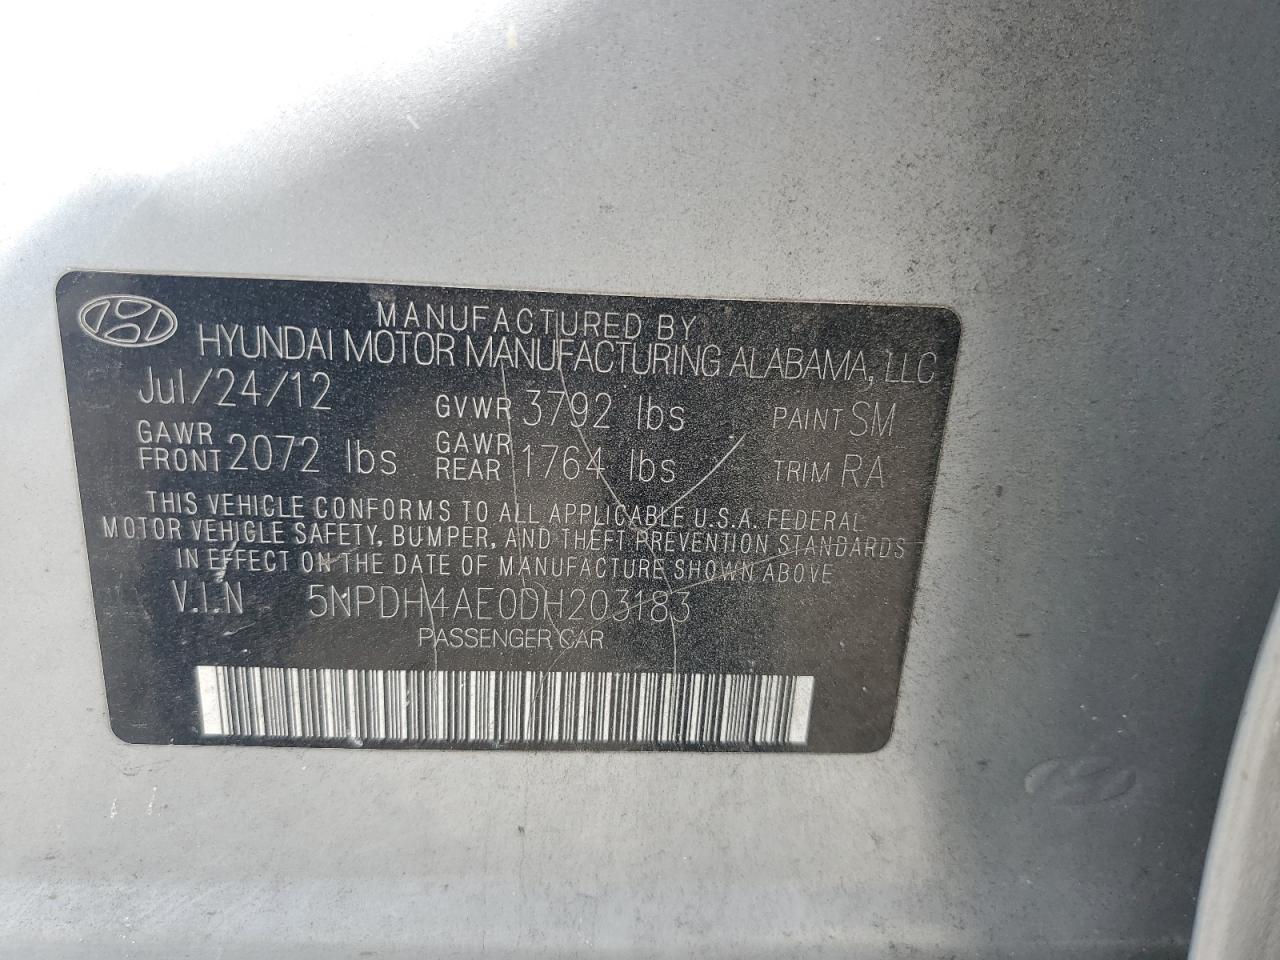 MANUFACTURED BY
HYUNDAI MOTOR MANUFACTURING ALABAMA, LLC
Jul/24/12 GVWR 3792 lbs PAINT SM
GAWR FRONT 2072 lbs GAWR REAR 1764 lbs TRIM RA
THIS VEHICLE CONFORMS TO ALL APPLICABLE U.S.A. FEDERAL
MOTOR VEHICLE SAFETY, BUMPER, AND THEFT PREVENTION STANDARDS
IN EFFECT ON THE DATE OF MANUFACTURE SHOWN ABOVE
V.I.N 5NPDH4AE0DH203183
PASSENGER CAR